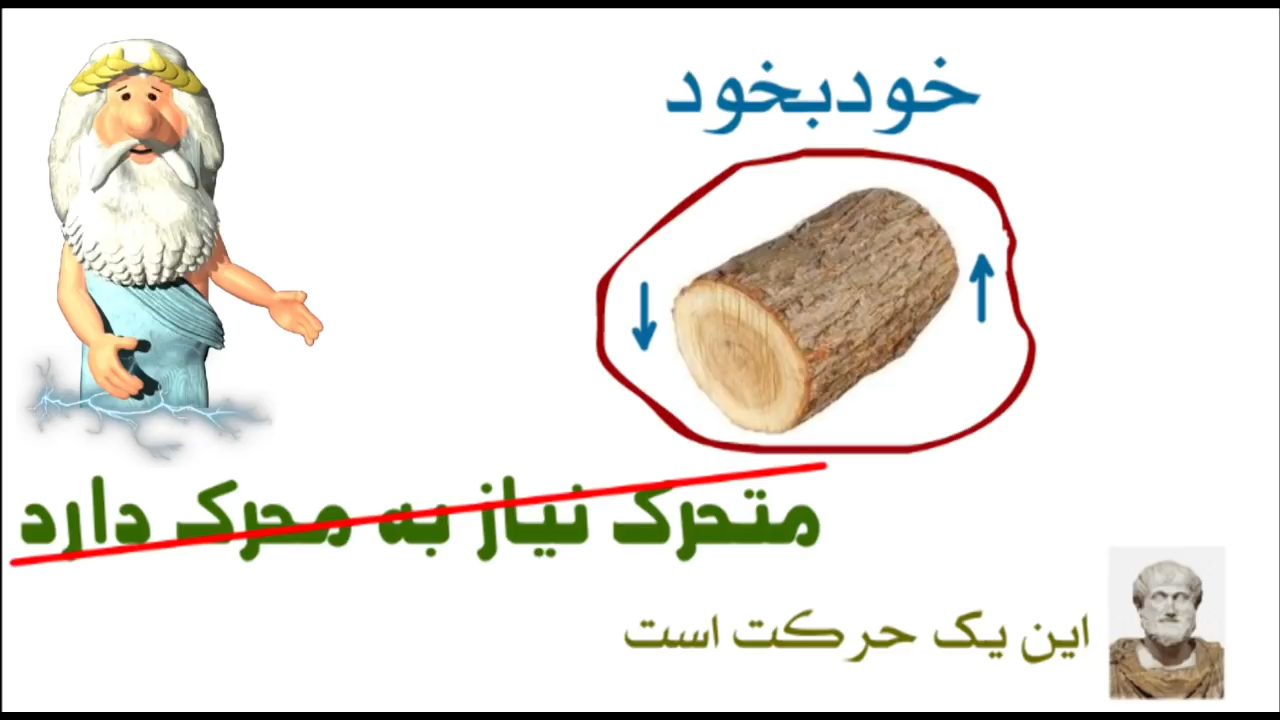 خودبخود
متحرک نیاز به محرک دارد
این یک حرکت است